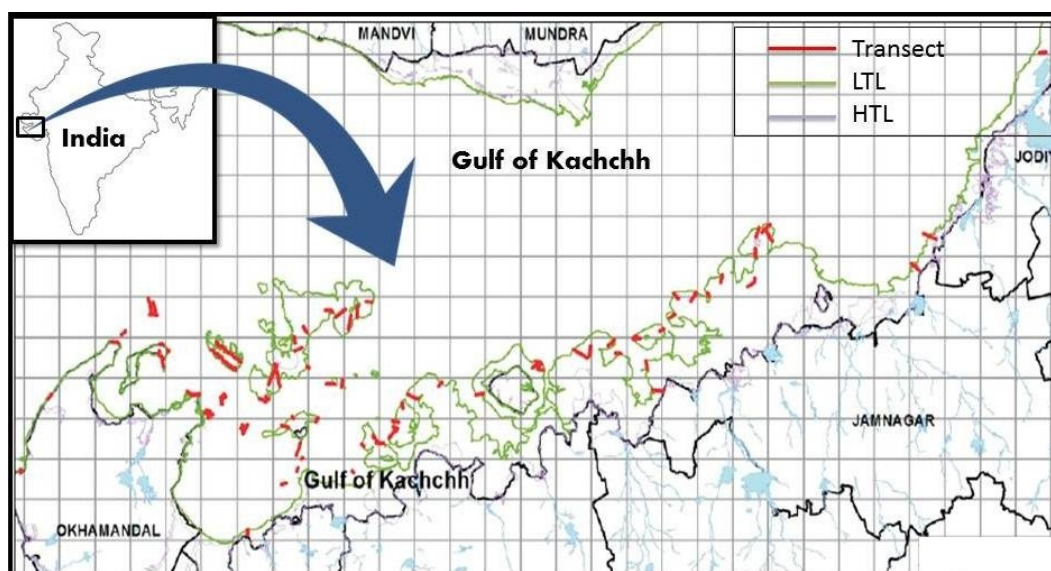 MANDVI
MUNDRA
Transect
LTL
HTL
India
Gulf of Kachchh
JODIY
JAMNAGAR
Gulf of Kachchh
OKHAMANDAL